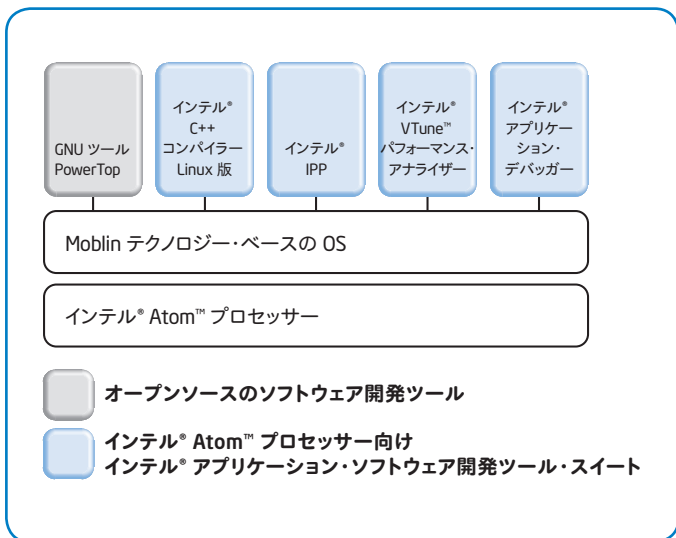 GNU ツール
PowerTop
インテル®
C++
コンパイラー
Linux 版
インテル®
IPP
インテル®
VTune™
パフォーマンス・
アナライザー
インテル®
アプリケー
ション・
デバッガー
Moblin テクノロジー・ベースの OS
インテル® Atom™ プロセッサー
オープンソースのソフトウェア開発ツール
インテル® Atom™ プロセッサー向け
インテル® アプリケーション・ソフトウェア開発ツール・スイート